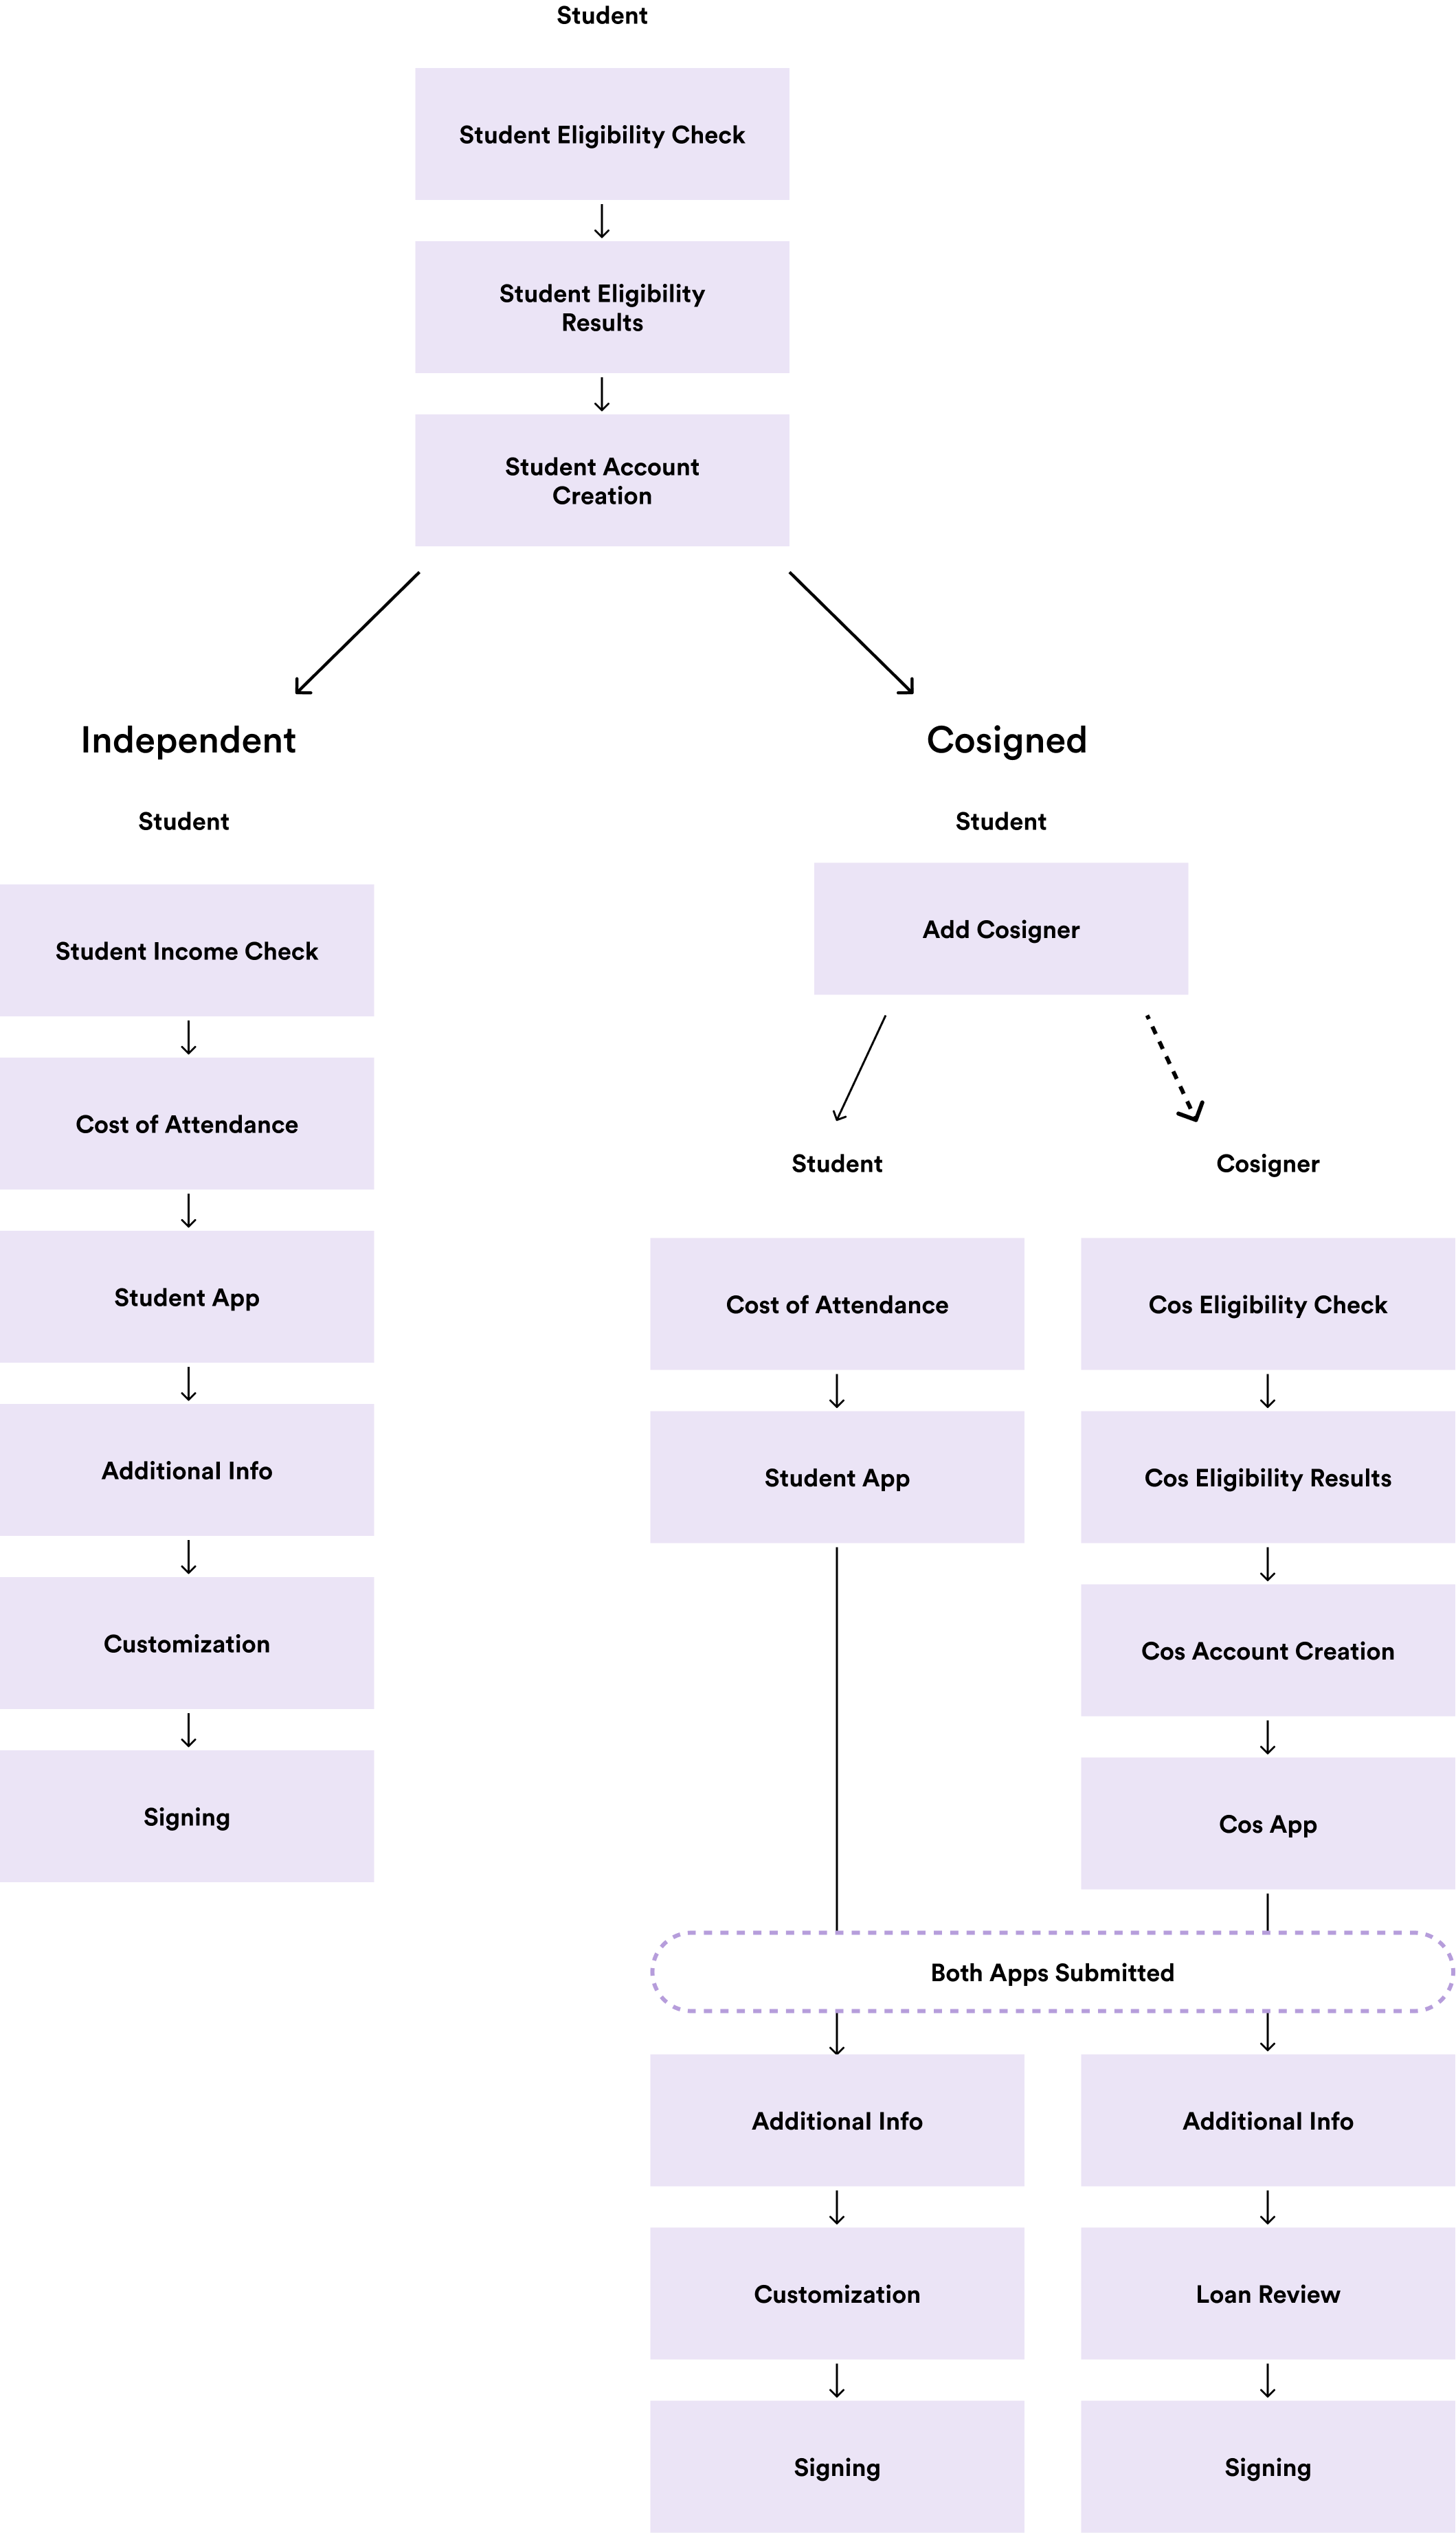 Student
Student Eligibility Check
Student Eligibility
Results
Student Account
Creation
Independent
Student
Student Income Check
Cost of Attendance
Student App
Additional Info
Customization
Signing
Cosigned
Student
Add Cosigner
Student
Cost of Attendance
Student App
Cosigner
Cos Eligibility Check
Cos Eligibility Results
Cos Account Creation
Cos App
Both Apps Submitted
Additional Info
Customization
Signing
Additional Info
Loan Review
Signing